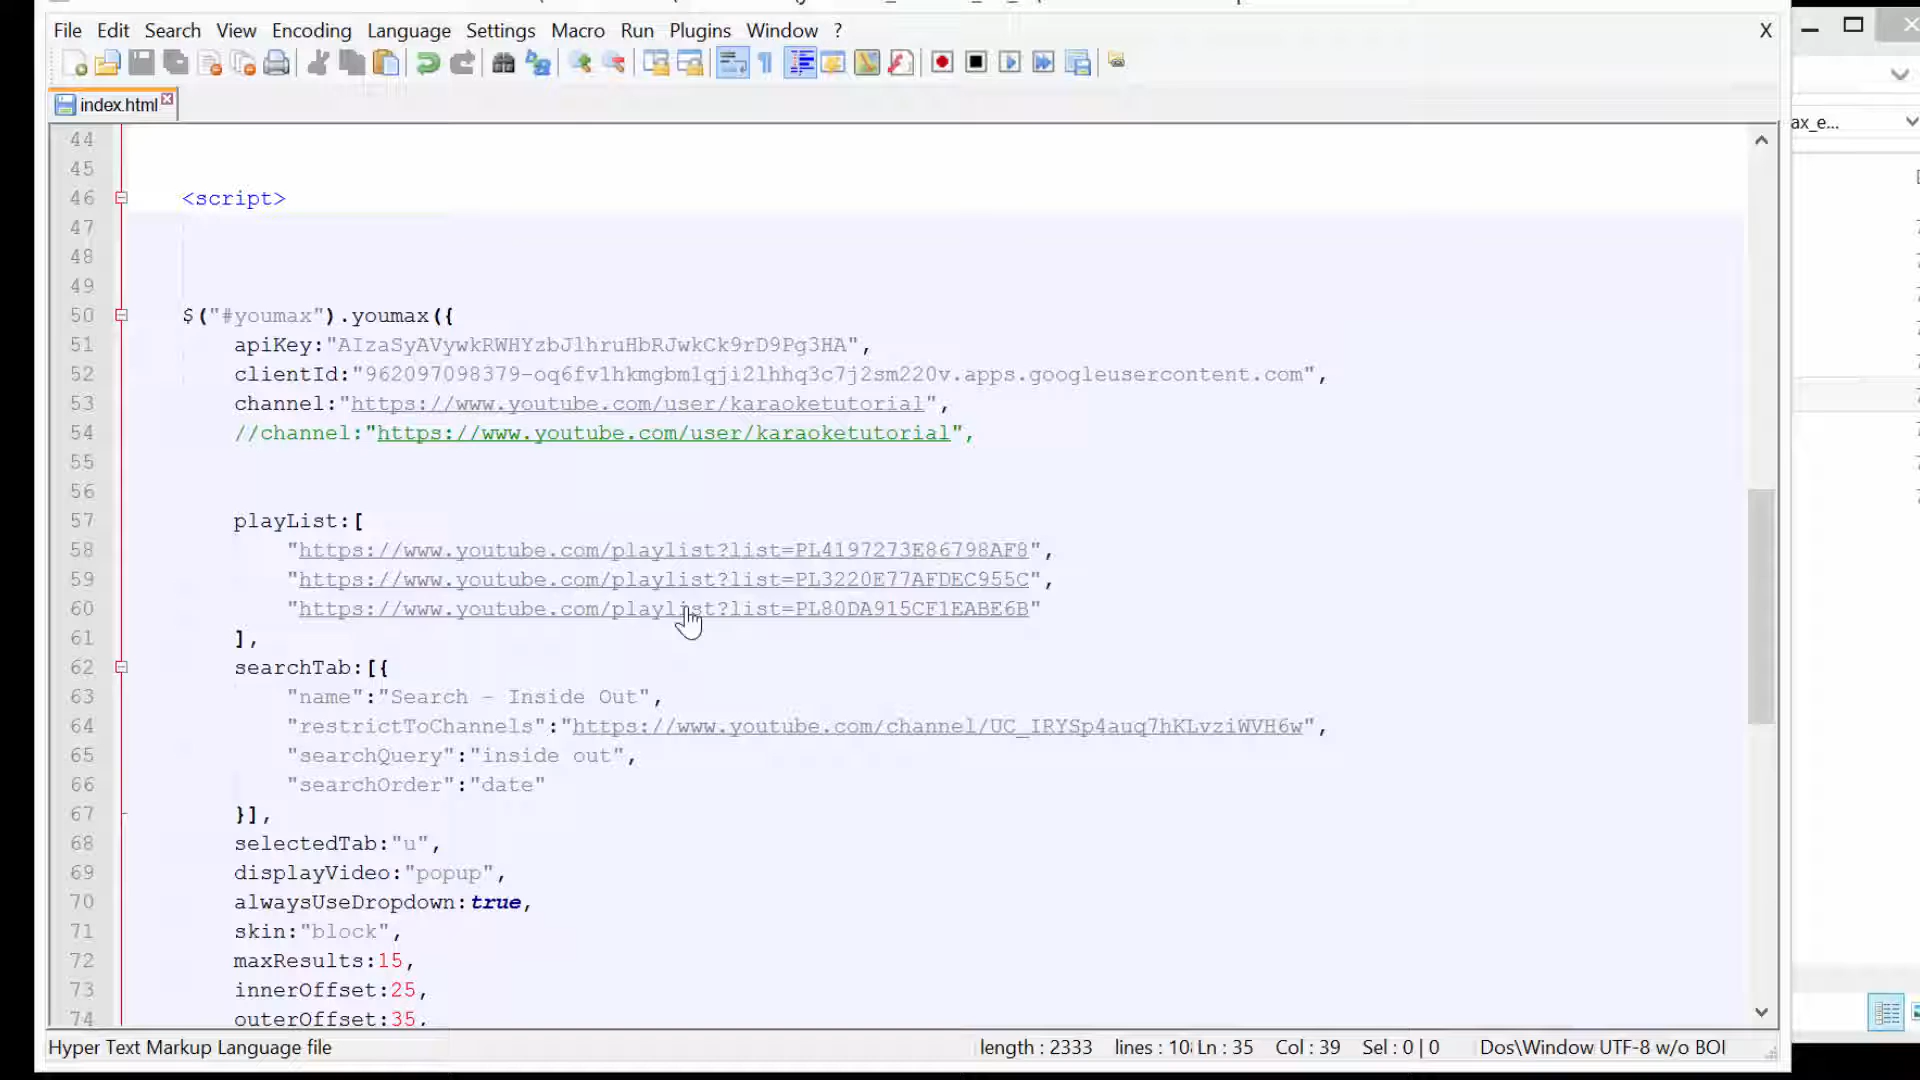 File Edit Search View Encoding Language Settings Macro Run Plugins Window ? X
index.html
ax_e...
44
45
46 <script>
47
48
49
50 $("#youmax").youmax({
51 apiKey:"AIzaSyAVywkRWHYzbJlhruHbRJwkCk9rD9Pg3HA",
52 clientId:"962097098379-oq6fv1hkmgbm1qji2lhhq3c7j2sm220v.apps.googleusercontent.com",
53 channel:"https://www.youtube.com/user/karaoketutorial",
54 //channel:"https://www.youtube.com/user/karaoketutorial",
55
56
57 playList:[
58 "https://www.youtube.com/playlist?list=PL4197273E86798AF8",
59 "https://www.youtube.com/playlist?list=PL3220E77AFDEC955C",
60 "https://www.youtube.com/playlist?list=PL80DA915CF1EABE6B"
61 ],
62 searchTab:[{
63 "name":"Search - Inside Out",
64 "restrictToChannels":"https://www.youtube.com/channel/UC_IRYSp4auq7hKLvziWVH6w",
65 "searchQuery":"inside out",
66 "searchOrder":"date"
67 }],
68 selectedTab:"u",
69 displayVideo:"popup",
70 alwaysUseDropdown:true,
71 skin:"block",
72 maxResults:15,
73 innerOffset:25,
74 outerOffset:35,
Hyper Text Markup Language file length : 2333 lines : 10 Ln : 35 Col : 39 Sel : 0 | 0 Dos\Window UTF-8 w/o BOI